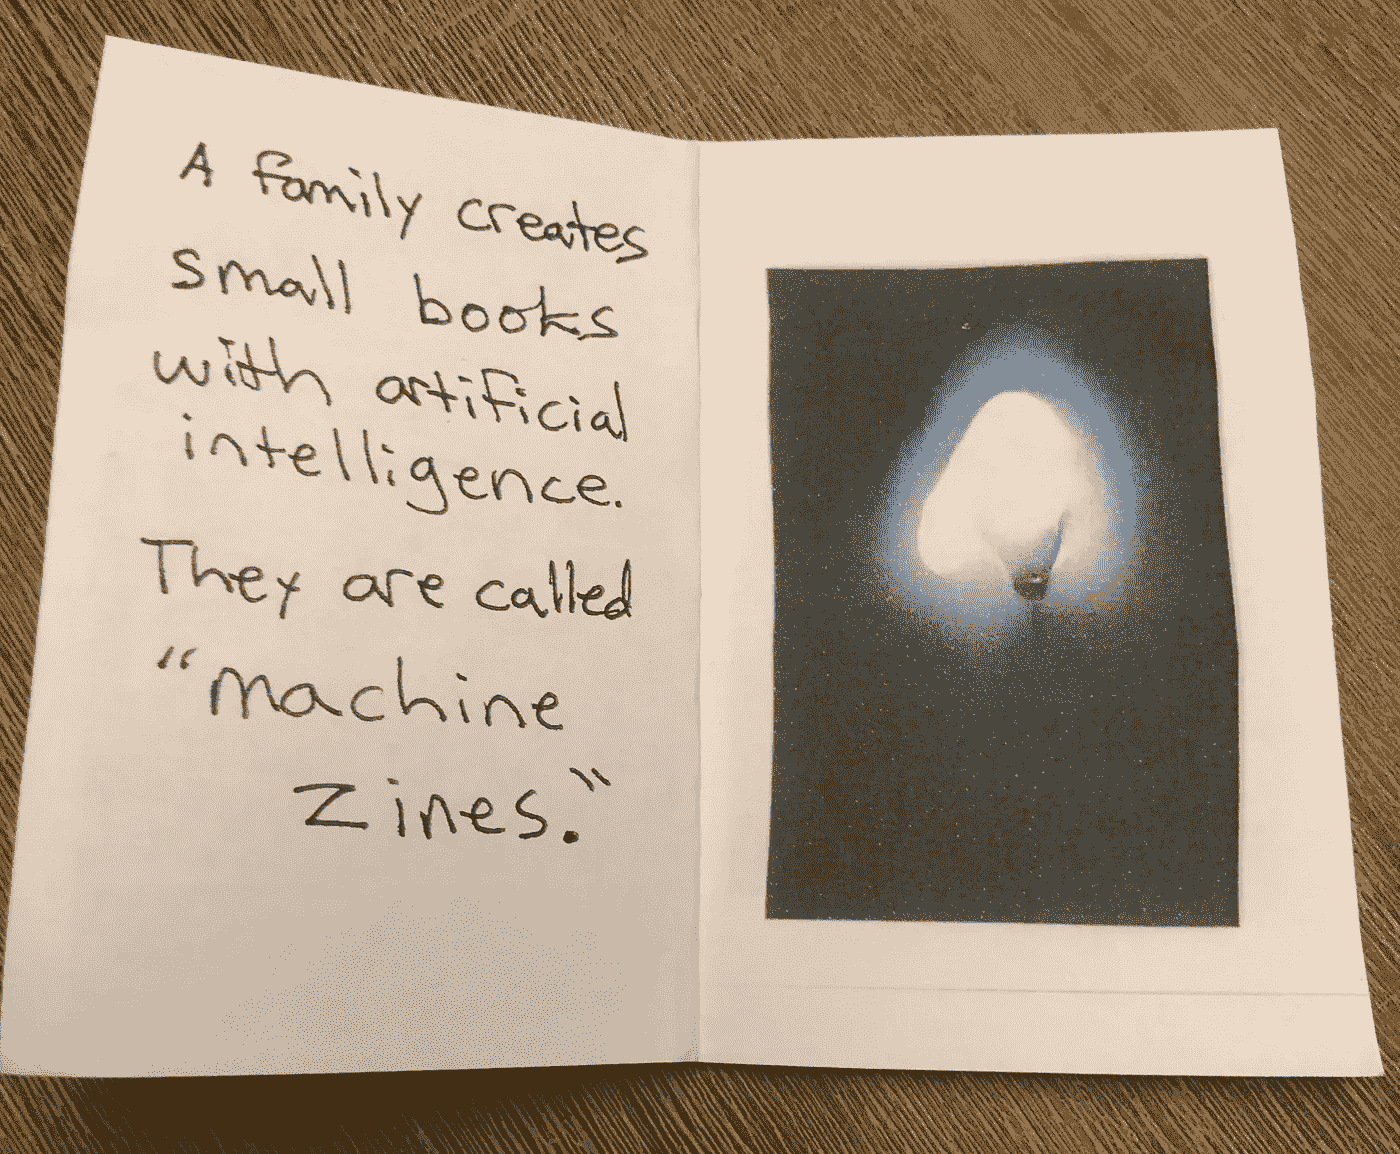 A family creates
small books
with artificial
intelligence.
They are called
"machine
zines."